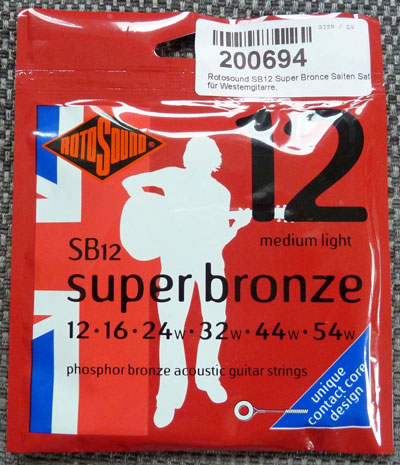 200694
Rotosound SB12 Super Bronce Saiten Sat
für Westerngitarre,
ROTOSOUND
12
medium light
SB12
super bronze
12·16·24w·32w·44w·54w
phosphor bronze acoustic guitar strings
unique
contact core
design